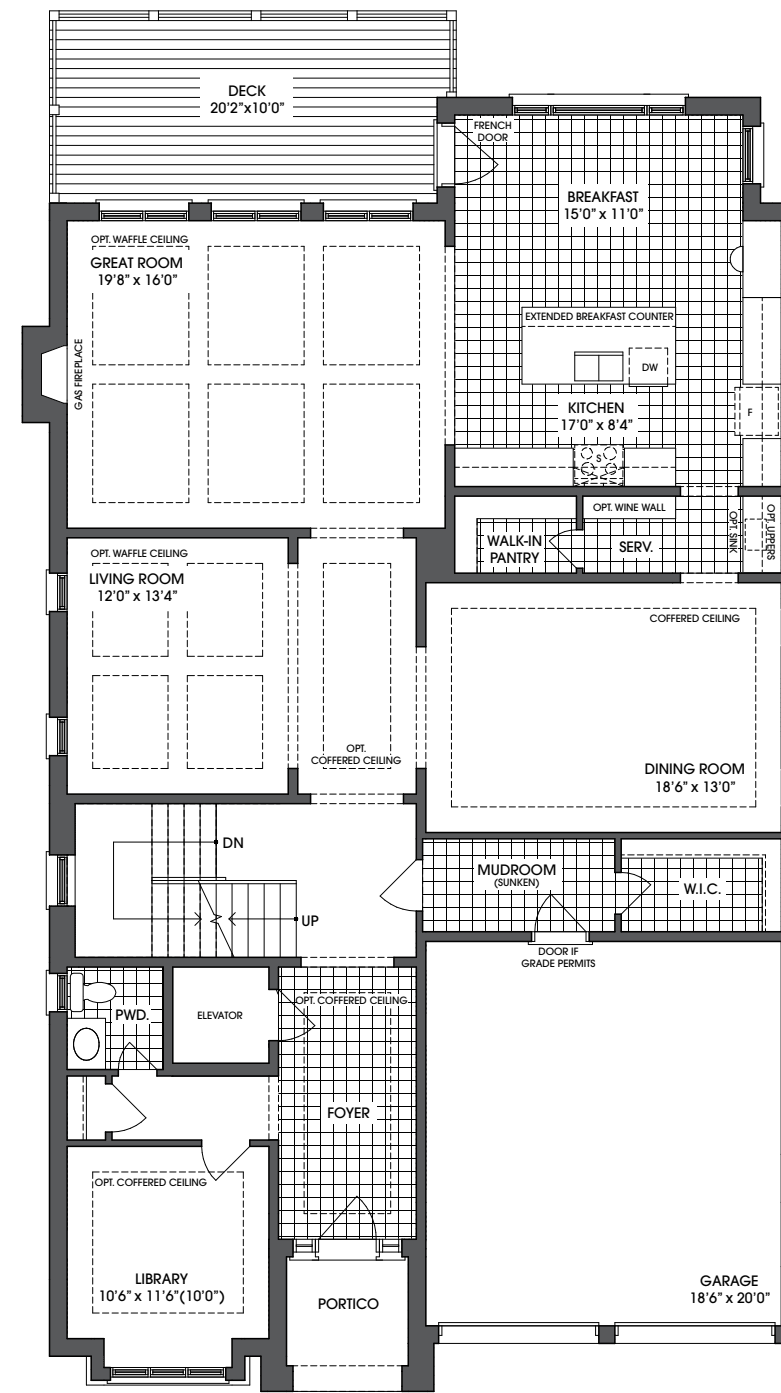 DECK
20'2"x10'0"
FRENCH
DOOR
BREAKFAST
15'0" x 11'0"
OPT. WAFFLE CEILING
GREAT ROOM
19'8" x 16'0"
GAS FIREPLACE
EXTENDED BREAKFAST COUNTER
DW
KITCHEN
17'0" x 8'4"
F
S
OPT. WINE WALL
WALK-IN
PANTRY
SERV.
OPT. SINK
OPT. UPPERS
OPT. WAFFLE CEILING
LIVING ROOM
12'0" x 13'4"
COFFERED CEILING
OPT.
COFFERED CEILING
DINING ROOM
18'6" x 13'0"
DN
UP
MUDROOM
(SUNKEN)
W.I.C.
DOOR IF
GRADE PERMITS
PWD.
ELEVATOR
OPT. COFFERED CEILING
FOYER
OPT. COFFERED CEILING
LIBRARY
10'6" x 11'6"(10'0")
PORTICO
GARAGE
18'6" x 20'0"